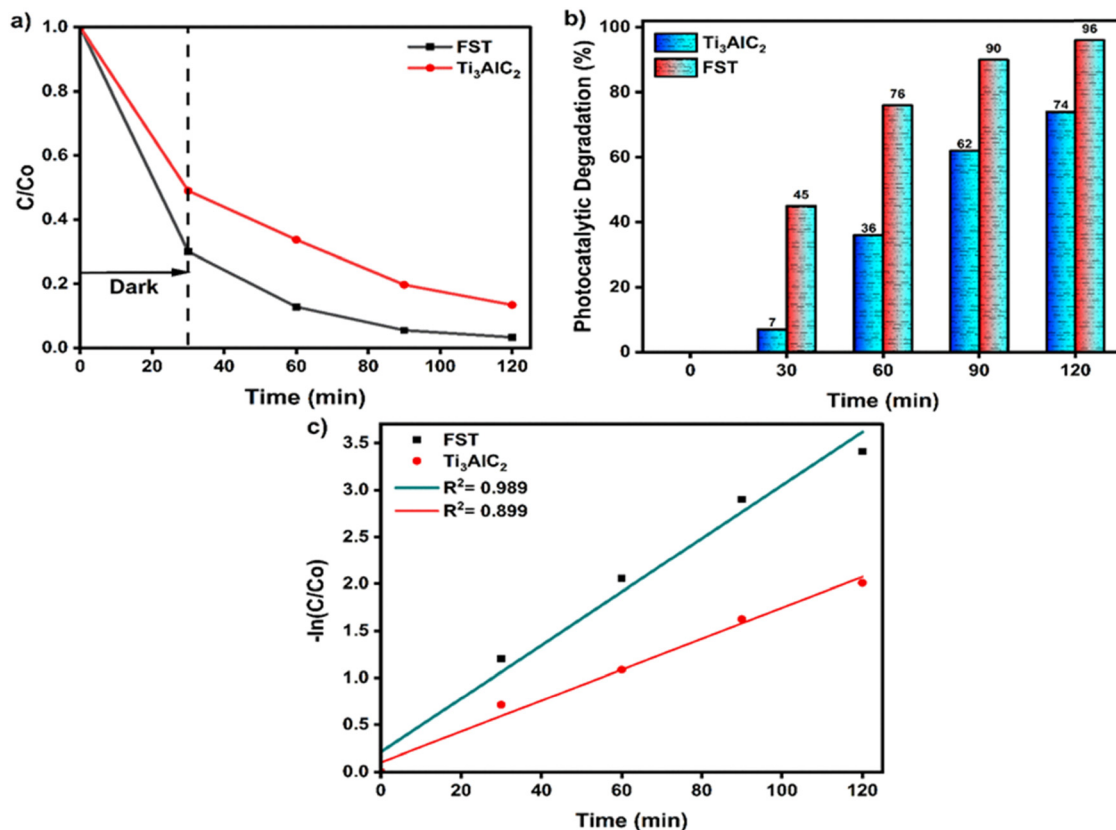 a)
C/Co
1.0
0.8
0.6
0.4
0.2
0.0
FST
Ti₃AlC₂
Dark
0 20 40 60 80 100 120
Time (min)
b)
Photocatalytic Degradation (%)
100
80
60
40
20
0
Ti₃AlC₂
FST
7 45
36 76
62 90
74 96
0 30 60 90 120
Time (min)
c)
-ln(C/Co)
3.5
3.0
2.5
2.0
1.5
1.0
0.5
0.0
FST
Ti₃AlC₂
R²= 0.989
R²= 0.899
0 20 40 60 80 100 120
Time (min)